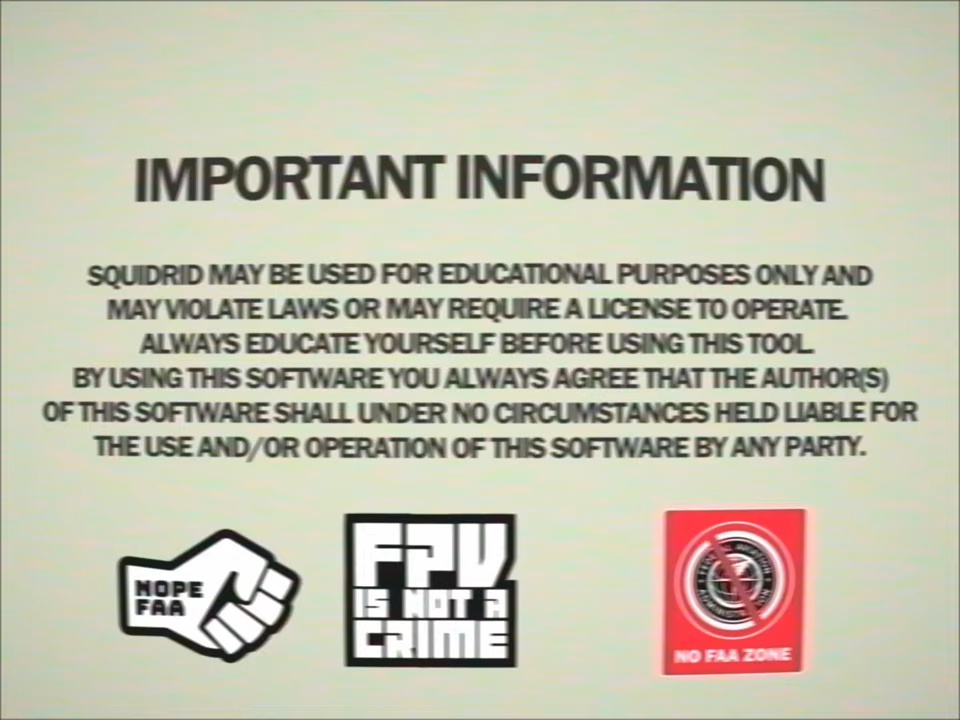 IMPORTANT INFORMATION
SQUIDRID MAY BE USED FOR EDUCATIONAL PURPOSES ONLY AND
MAY VIOLATE LAWS OR MAY REQUIRE A LICENSE TO OPERATE.
ALWAYS EDUCATE YOURSELF BEFORE USING THIS TOOL.
BY USING THIS SOFTWARE YOU ALWAYS AGREE THAT THE AUTHOR(S)
OF THIS SOFTWARE SHALL UNDER NO CIRCUMSTANCES HELD LIABLE FOR
THE USE AND/OR OPERATION OF THIS SOFTWARE BY ANY PARTY.
NOPE
FAA
FPV
IS NOT A
CRIME
FEDERAL AVIATION
ADMINISTRATION
NO FAA ZONE